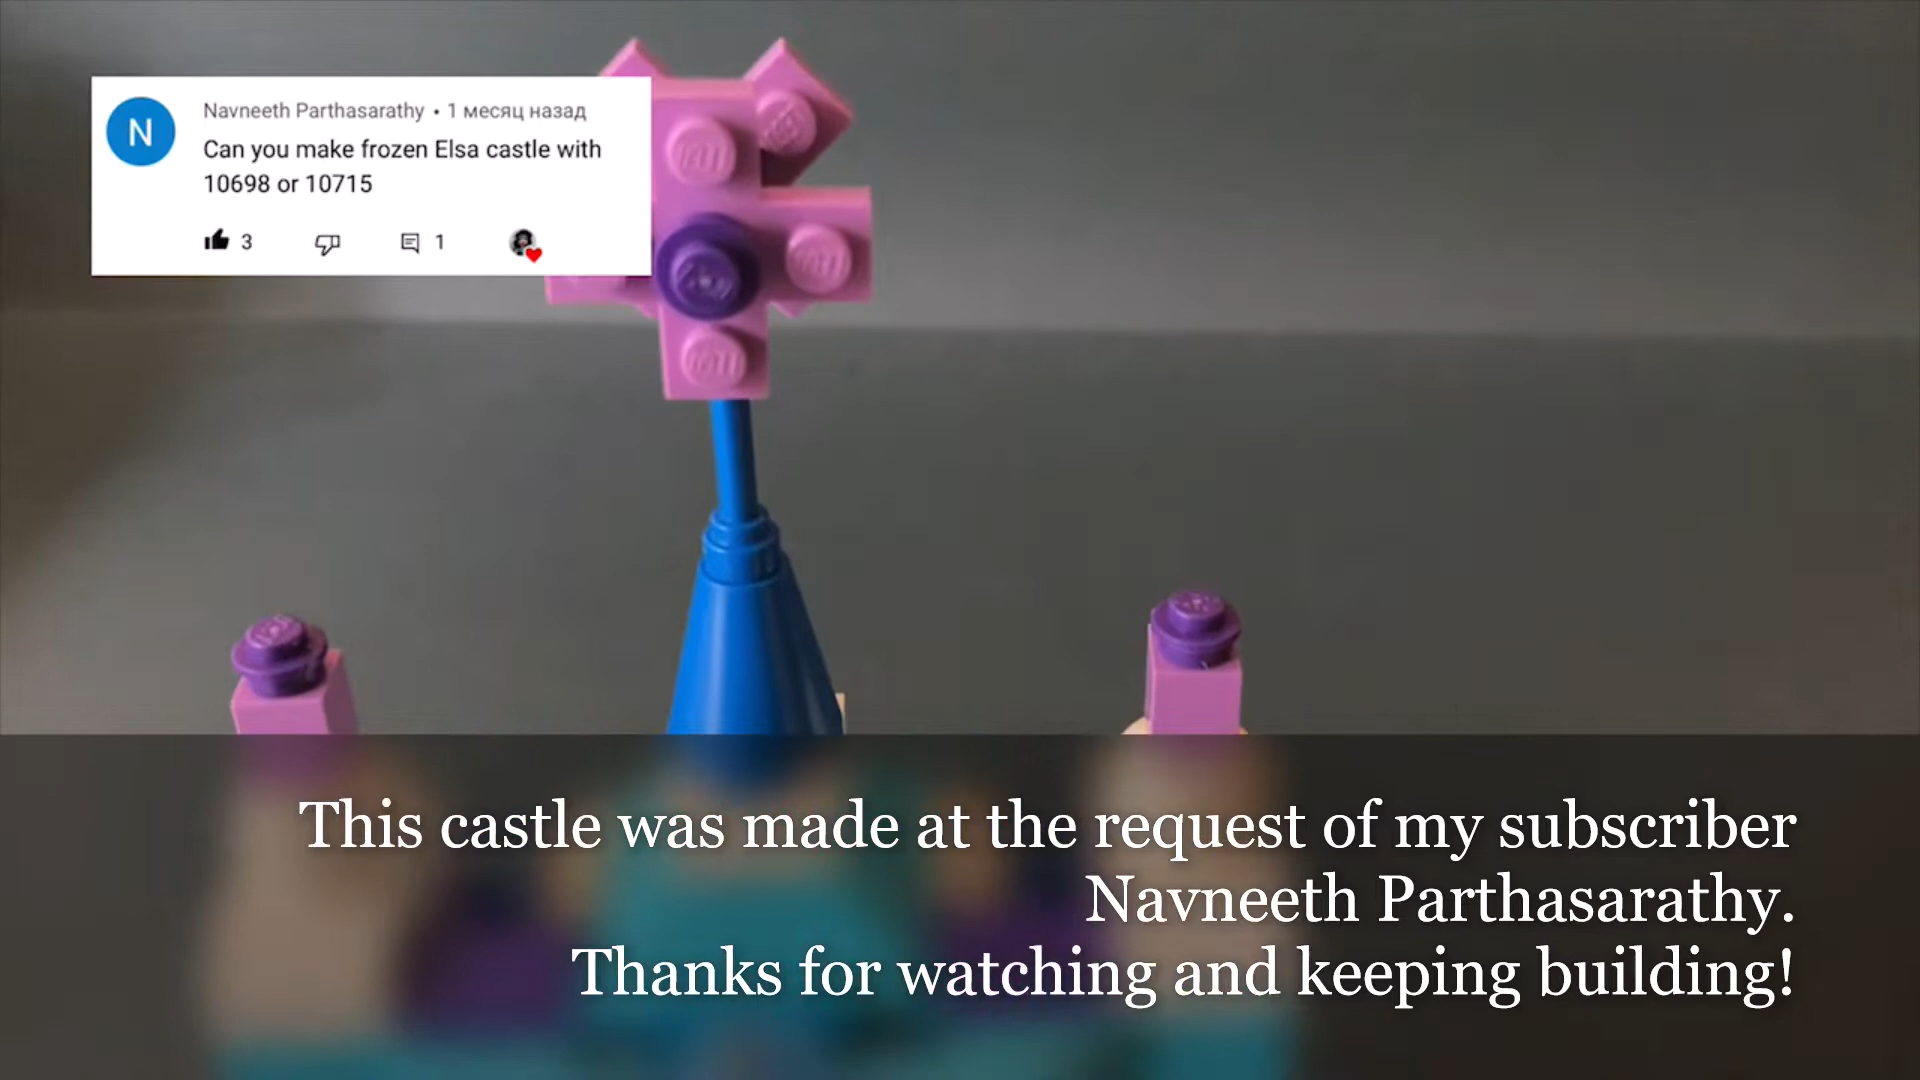 Navneeth Parthasarathy • 1 месяц назад
N
Can you make frozen Elsa castle with
10698 or 10715
3
1
This castle was made at the request of my subscriber
Navneeth Parthasarathy.
Thanks for watching and keeping building!